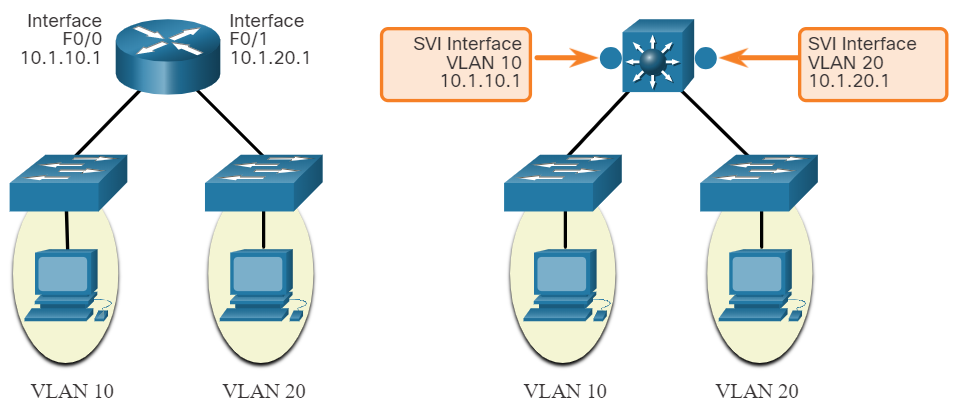 Interface
F0/0
10.1.10.1
Interface
F0/1
10.1.20.1
VLAN 10
VLAN 20
SVI Interface
VLAN 10
10.1.10.1
SVI Interface
VLAN 20
10.1.20.1
VLAN 10
VLAN 20